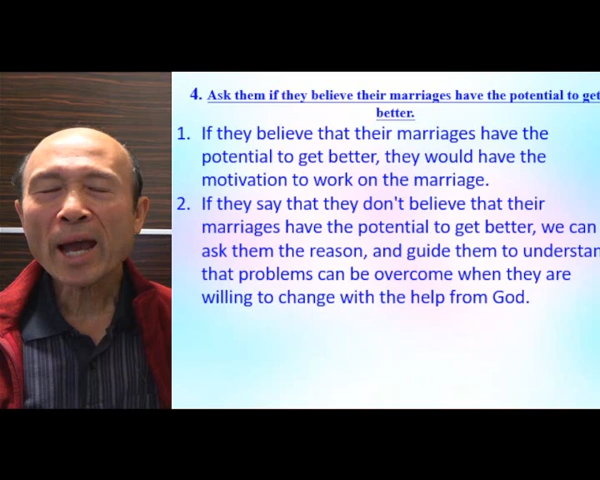 4. Ask them if they believe their marriages have the potential to get
better.
1. If they believe that their marriages have the
potential to get better, they would have the
motivation to work on the marriage.
2. If they say that they don't believe that their
marriages have the potential to get better, we can
ask them the reason, and guide them to understan
that problems can be overcome when they are
willing to change with the help from God.